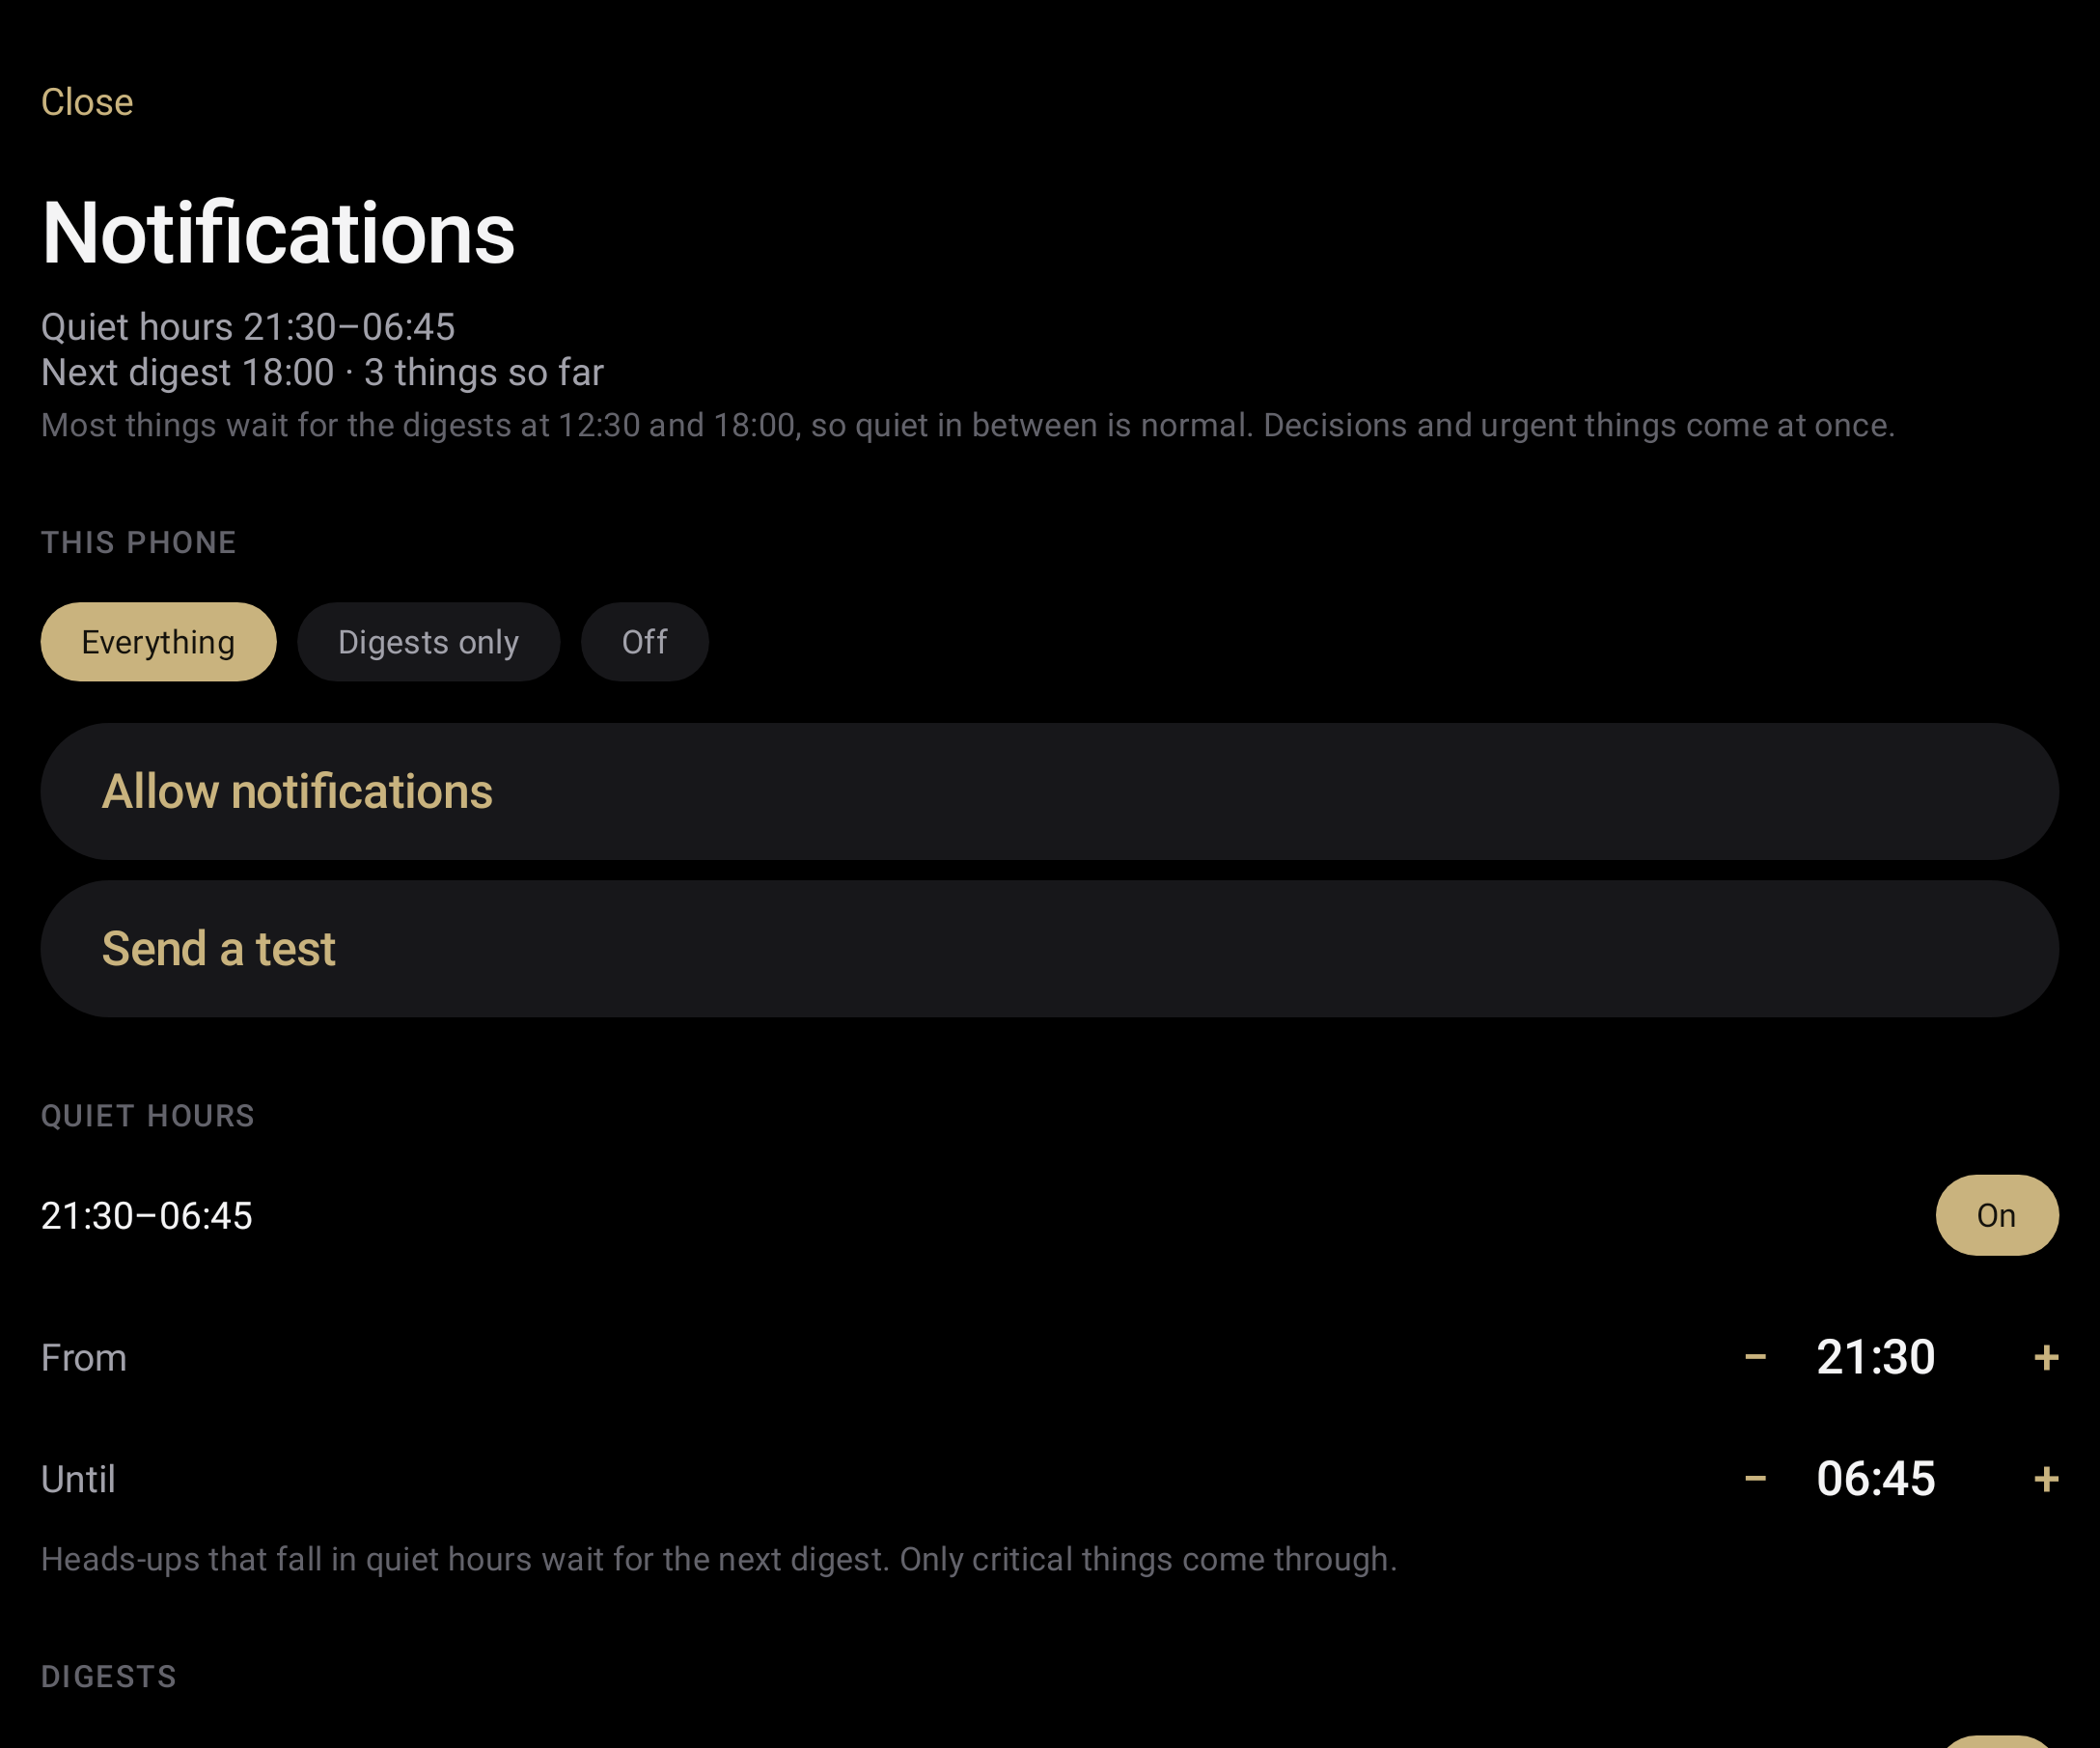 Close
Notifications
Quiet hours 21:30–06:45
Next digest 18:00 · 3 things so far
Most things wait for the digests at 12:30 and 18:00, so quiet in between is normal. Decisions and urgent things come at once.
THIS PHONE
Everything Digests only Off
Allow notifications
Send a test
QUIET HOURS
21:30–06:45 On
From − 21:30 +
Until − 06:45 +
Heads-ups that fall in quiet hours wait for the next digest. Only critical things come through.
DIGESTS